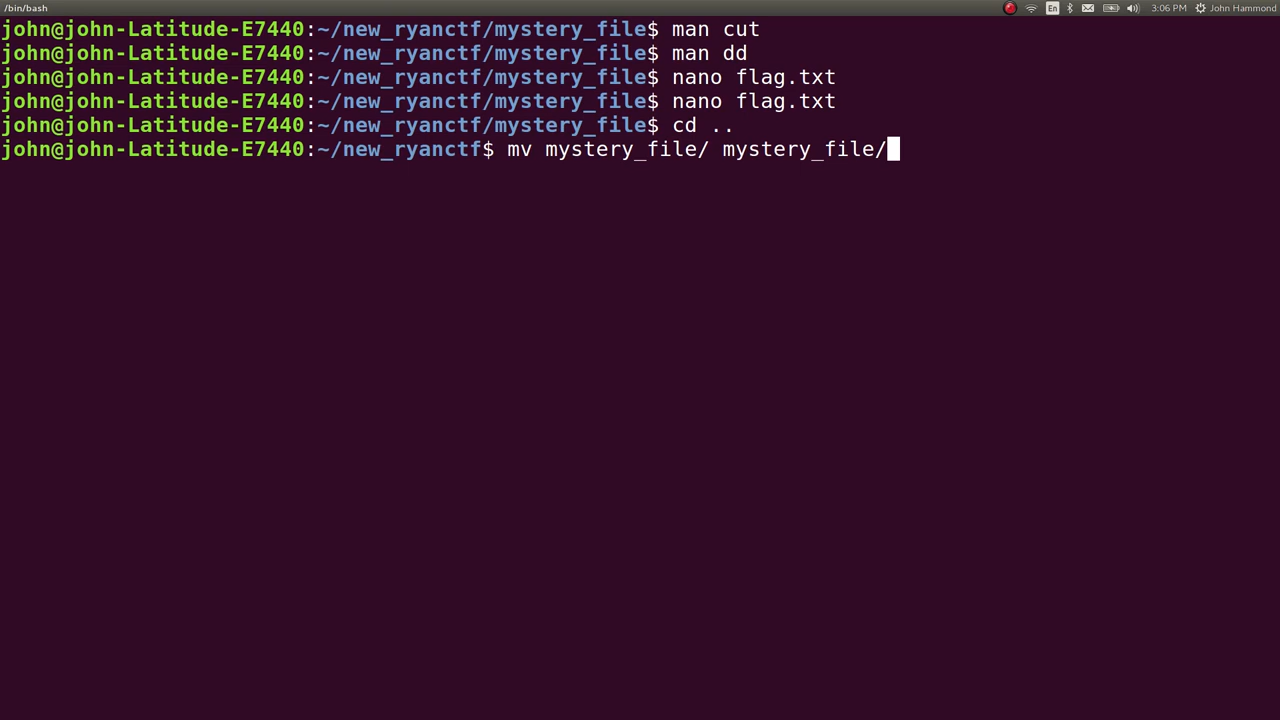 /bin/bash
En
3:06 PM
John Hammond
john@john-Latitude-E7440:~/new_ryanctf/mystery_file$ man cut
john@john-Latitude-E7440:~/new_ryanctf/mystery_file$ man dd
john@john-Latitude-E7440:~/new_ryanctf/mystery_file$ nano flag.txt
john@john-Latitude-E7440:~/new_ryanctf/mystery_file$ nano flag.txt
john@john-Latitude-E7440:~/new_ryanctf/mystery_file$ cd ..
john@john-Latitude-E7440:~/new_ryanctf$ mv mystery_file/ mystery_file/